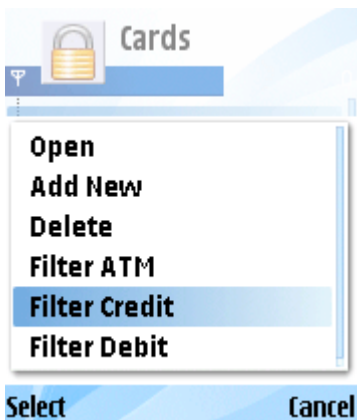 Cards
Open
Add New
Delete
Filter ATM
Filter Credit
Filter Debit
Select Cancel